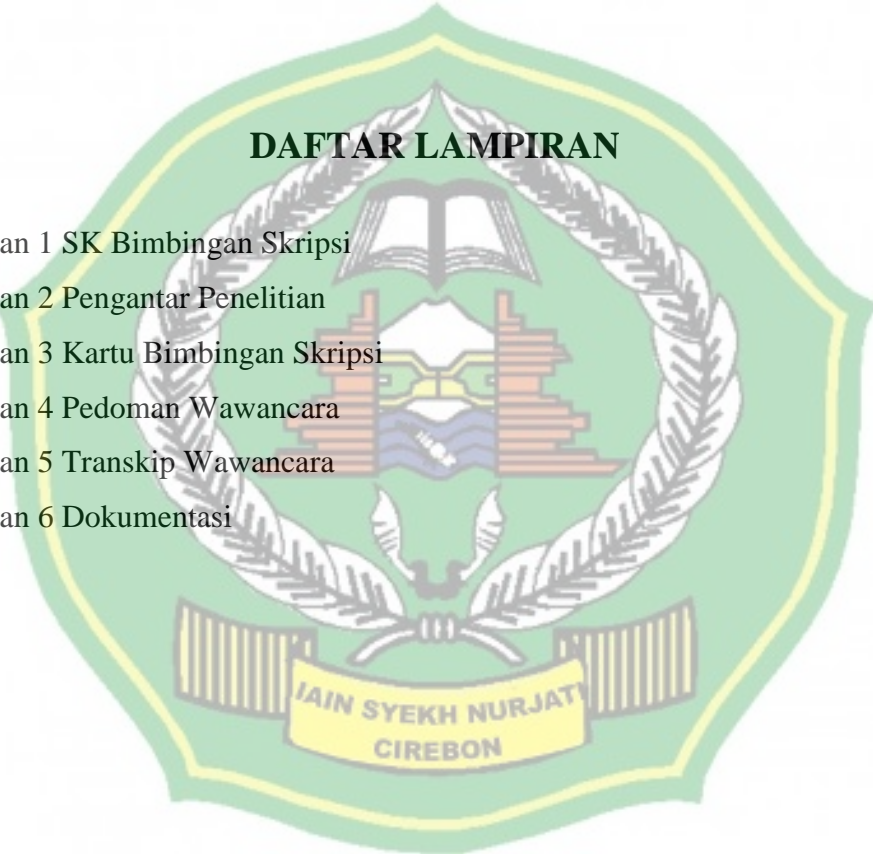 DAFTAR LAMPIRAN
an 1 SK Bimbingan Skripsi
an 2 Pengantar Penelitian
an 3 Kartu Bimbingan Skripsi
an 4 Pedoman Wawancara
an 5 Transkip Wawancara
an 6 Dokumentasi
IAIN SYEKH NURJATI
CIREBON